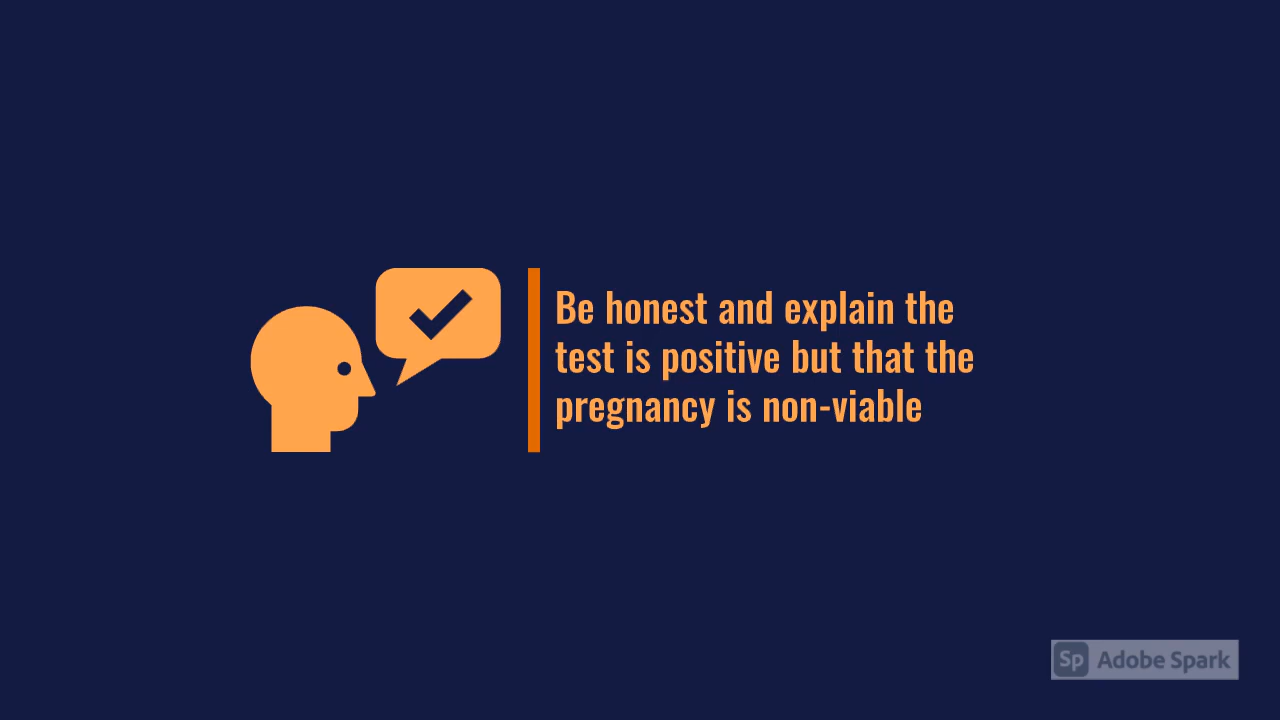 Be honest and explain the
test is positive but that the
pregnancy is non-viable
Sp Adobe Spark